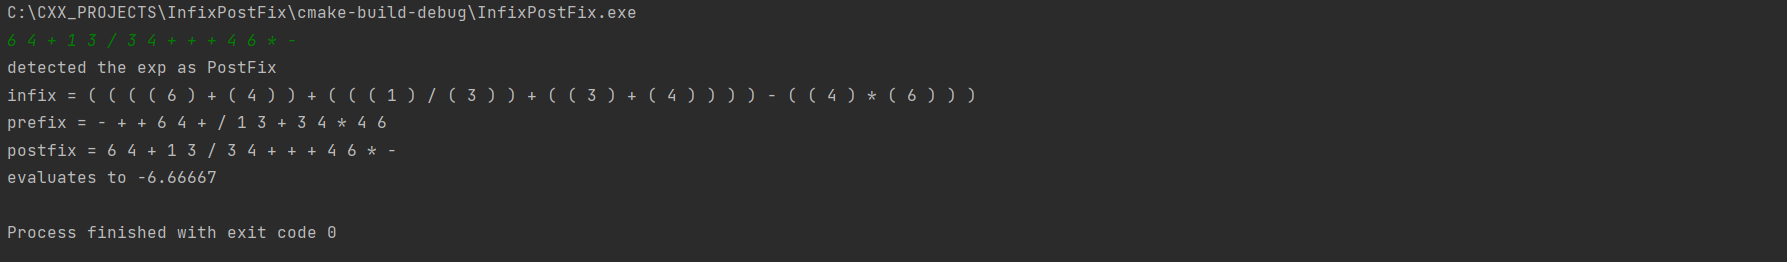 C:\CXX_PROJECTS\InfixPostFix\cmake-build-debug\InfixPostFix.exe
6 4 + 1 3 / 3 4 + + + 4 6 * -
detected the exp as PostFix
infix = ( ( ( ( 6 ) + ( 4 ) ) + ( ( ( 1 ) / ( 3 ) ) + ( ( 3 ) + ( 4 ) ) ) ) - ( ( 4 ) * ( 6 ) ) )
prefix = - + + 6 4 + / 1 3 + 3 4 * 4 6
postfix = 6 4 + 1 3 / 3 4 + + + 4 6 * -
evaluates to -6.66667
Process finished with exit code 0